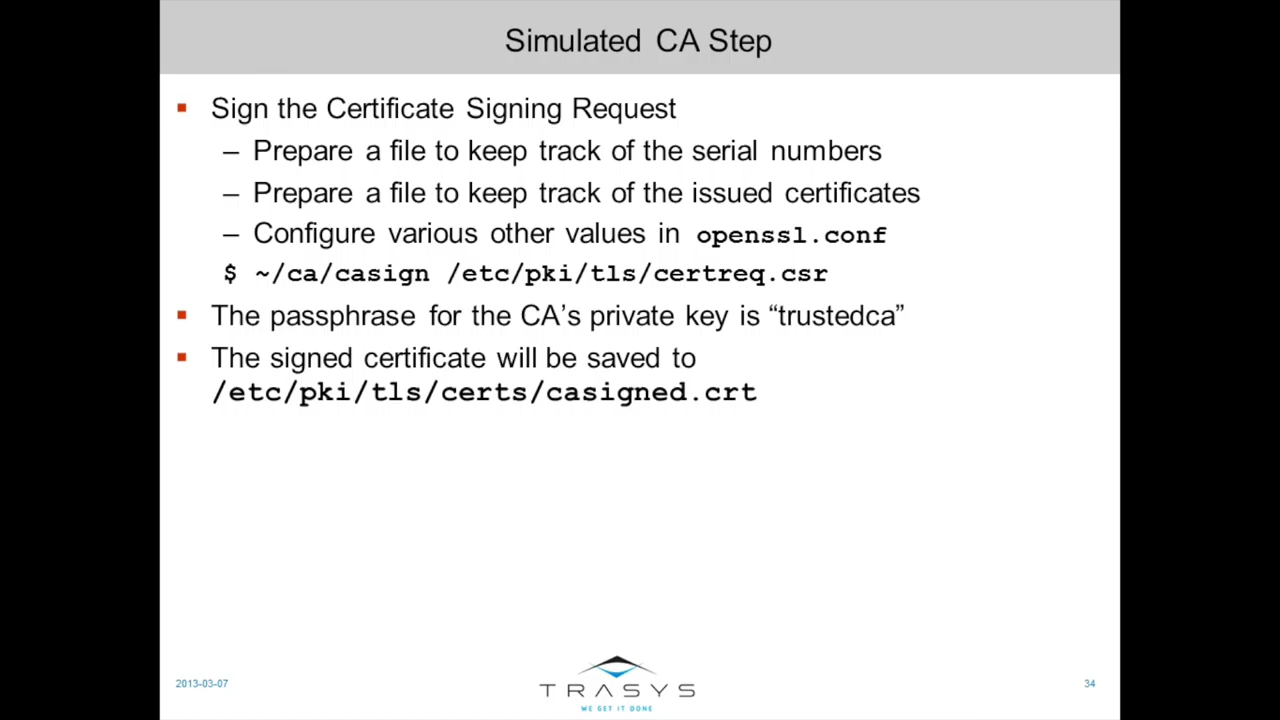 Simulated CA Step
▪ Sign the Certificate Signing Request
– Prepare a file to keep track of the serial numbers
– Prepare a file to keep track of the issued certificates
– Configure various other values in openssl.conf
$ ~/ca/casign /etc/pki/tls/certreq.csr
▪ The passphrase for the CA’s private key is “trustedca”
▪ The signed certificate will be saved to
/etc/pki/tls/certs/casigned.crt
2013-03-07
TRASYS
WE GET IT DONE
34